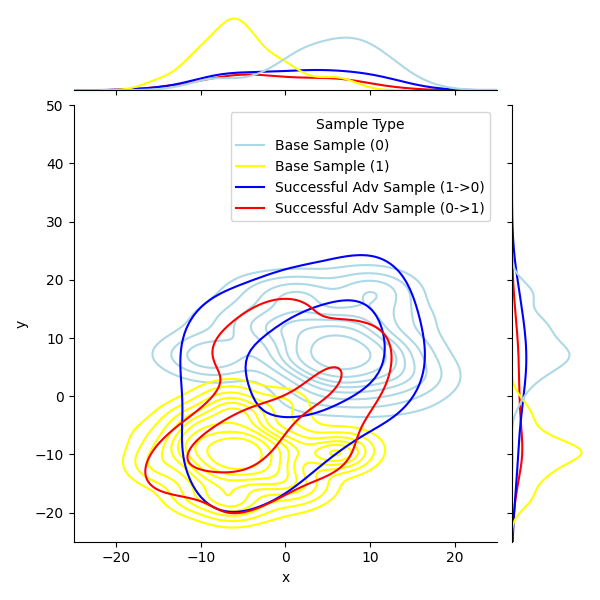 50
40
30
20
10
0
−10
−20
y
Sample Type
Base Sample (0)
Base Sample (1)
Successful Adv Sample (1->0)
Successful Adv Sample (0->1)
−20 −10 0 10 20
x